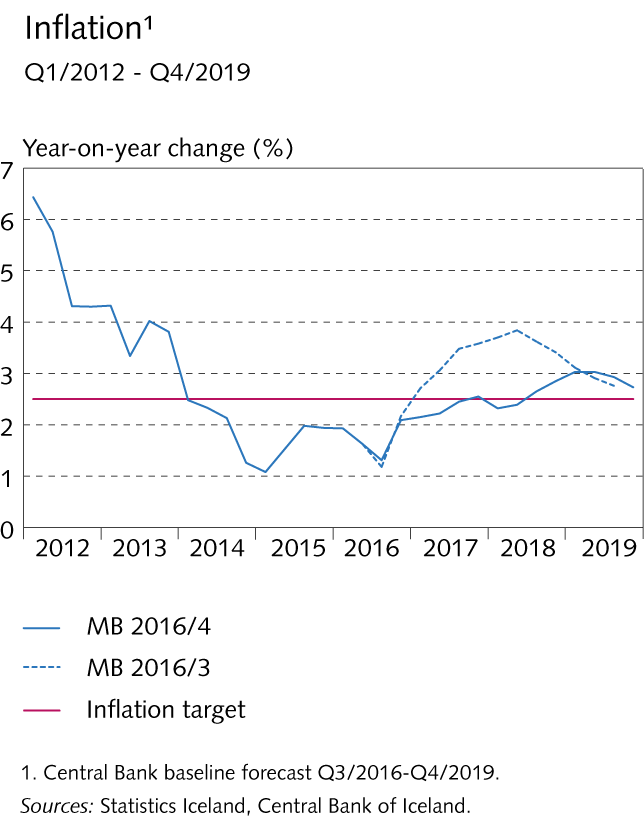 Inflation¹
Q1/2012 - Q4/2019
Year-on-year change (%)
7
6
5
4
3
2
1
0
2012 2013 2014 2015 2016 2017 2018 2019
MB 2016/4
MB 2016/3
Inflation target
1. Central Bank baseline forecast Q3/2016-Q4/2019.
Sources: Statistics Iceland, Central Bank of Iceland.